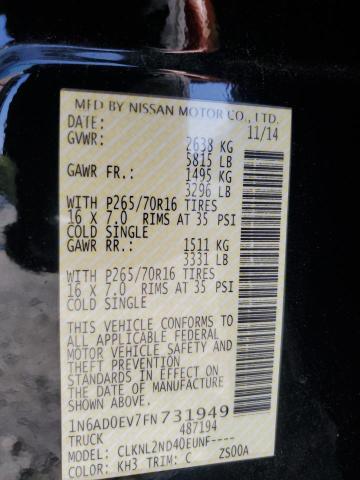 MFD BY NISSAN MOTOR CO., LTD.
DATE: 11/14
GVWR: 2638 KG
5815 LB
GAWR FR.: 1495 KG
3296 LB
WITH P265/70R16 TIRES
16 X 7.0 RIMS AT 35 PSI
COLD SINGLE
GAWR RR.: 1511 KG
3331 LB
WITH P265/70R16 TIRES
16 X 7.0 RIMS AT 35 PSI
COLD SINGLE
THIS VEHICLE CONFORMS TO
ALL APPLICABLE FEDERAL
MOTOR VEHICLE SAFETY AND
THEFT PREVENTION
STANDARDS IN EFFECT ON
THE DATE OF MANUFACTURE
SHOWN ABOVE.
1N6AD0EV7FN731949
TRUCK 487194
MODEL: CLKNL2ND40EUNF----
COLOR: KH3 TRIM: C ZS00A